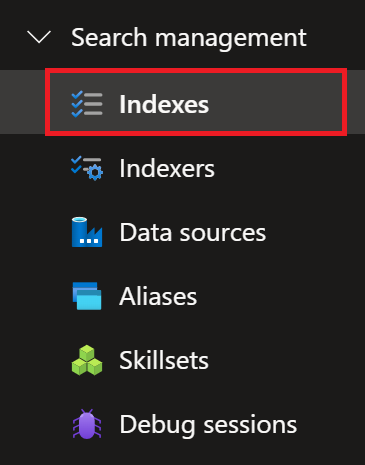 Search management
Indexes
Indexers
Data sources
Aliases
Skillsets
Debug sessions